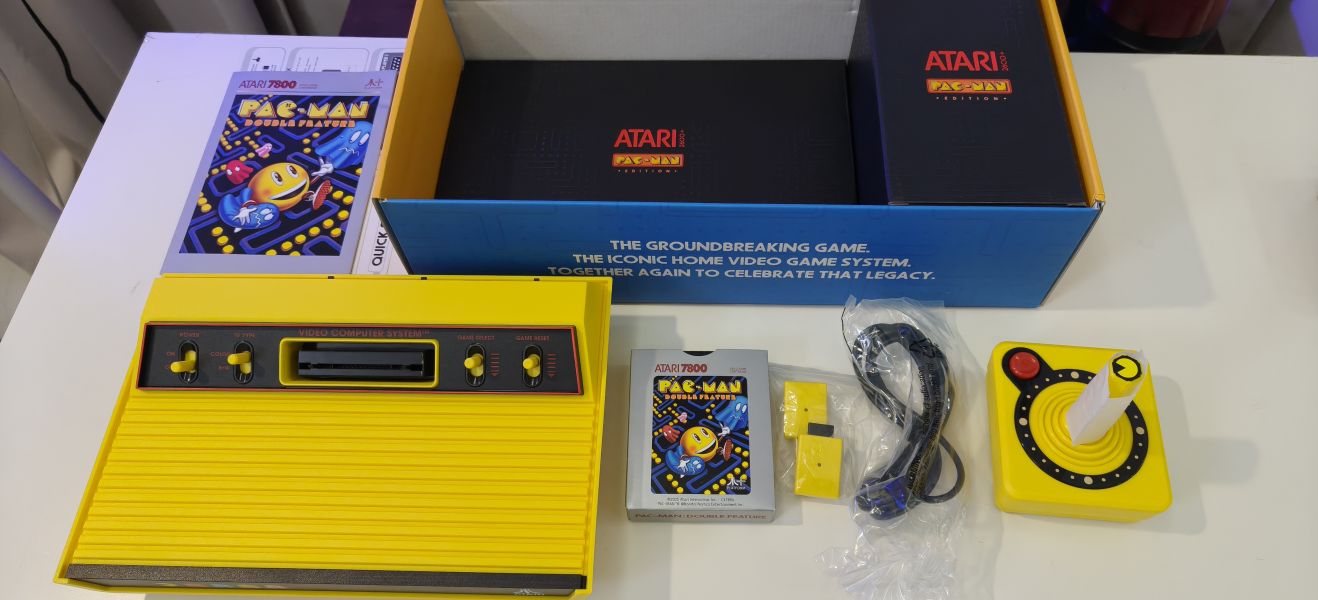 ATARI 7800
PAC-MAN
DOUBLE FEATURE
QUICK
ATARI 2600+
PAC-MAN
•EDITION•
ATARI 2600+
PAC-MAN
•EDITION•
THE GROUNDBREAKING GAME.
THE ICONIC HOME VIDEO GAME SYSTEM.
TOGETHER AGAIN TO CELEBRATE THAT LEGACY.
POWER
ON
TV TYPE
COLOR
B/W
VIDEO COMPUTER SYSTEM™
GAME SELECT
GAME RESET
ATARI 7800
PAC-MAN
DOUBLE FEATURE
PAC-MAN: DOUBLE FEATURE